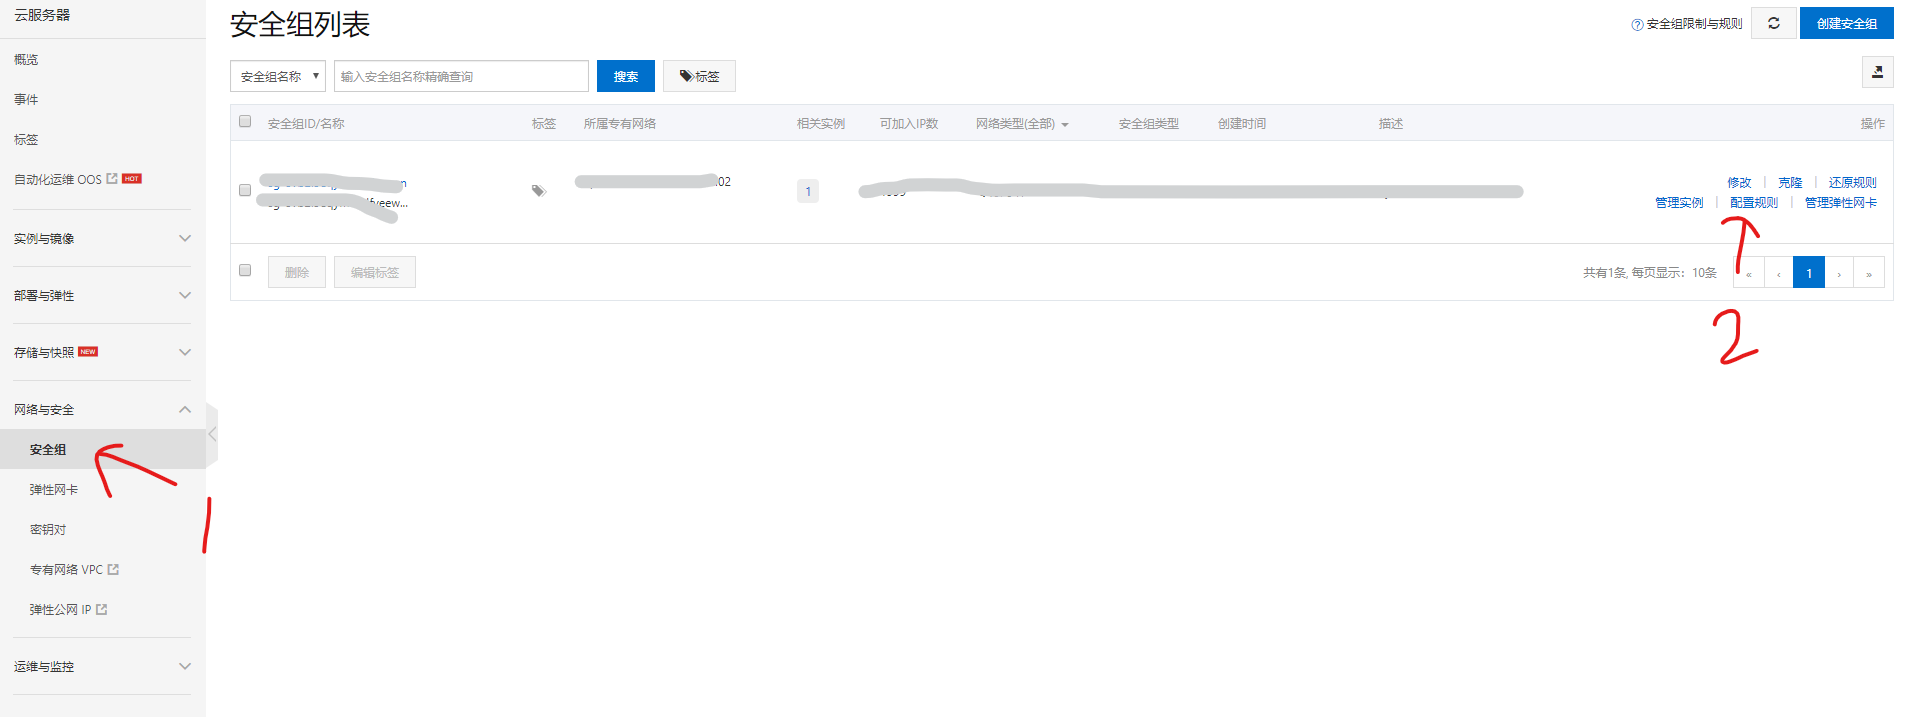 云服务器
概览
事件
标签
自动化运维 OOS HOT
实例与镜像
部署与弹性
存储与快照 NEW
网络与安全
安全组
弹性网卡
密钥对
专有网络 VPC
弹性公网 IP
运维与监控
安全组列表
安全组限制与规则 创建安全组
安全组名称 输入安全组名称精确查询 搜索 标签
安全组ID/名称 标签 所属专有网络 相关实例 可加入IP数 网络类型(全部) 安全组类型 创建时间 描述 操作
02 1 修改 | 克隆 | 还原规则
管理实例 | 配置规则 | 管理弹性网卡
删除 编辑标签 共有1条, 每页显示: 10条 « ‹ 1 › »
1
2